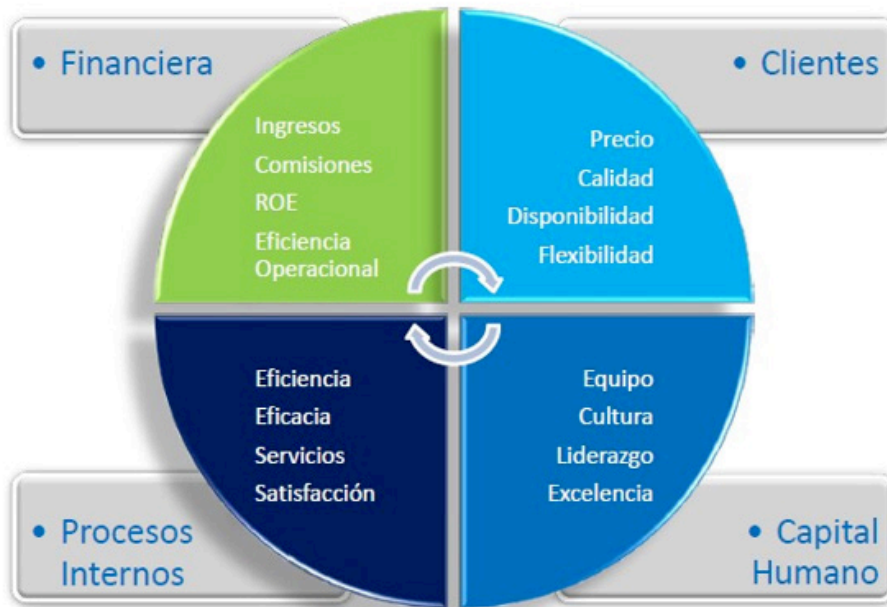 • Financiera
Ingresos
Comisiones
ROE
Eficiencia
Operacional
• Clientes
Precio
Calidad
Disponibilidad
Flexibilidad
Eficiencia
Eficacia
Servicios
Satisfacción
• Procesos
Internos
Equipo
Cultura
Liderazgo
Excelencia
• Capital
Humano